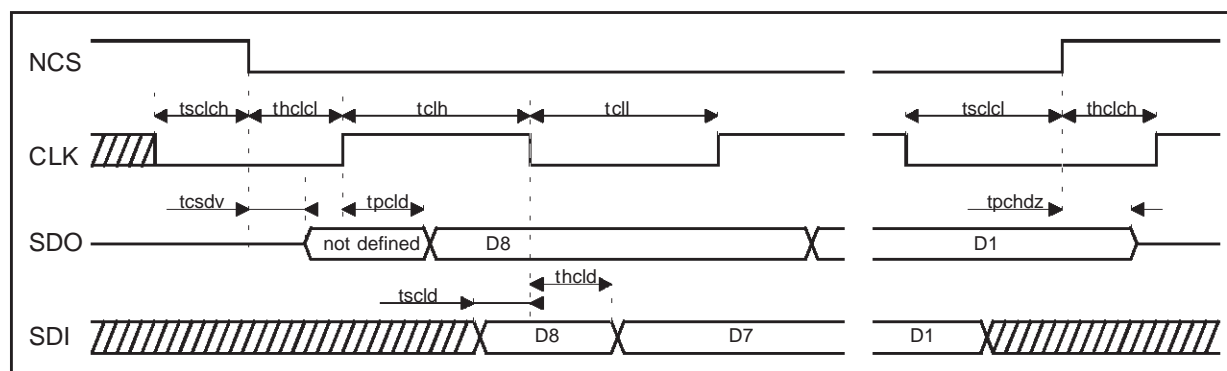 NCS
tsclch thclcl tclh tcll tsclcl thclch
CLK
tcsdv tpcld tpchdz
SDO not defined D8 D1
thcld
tscld
SDI D8 D7 D1